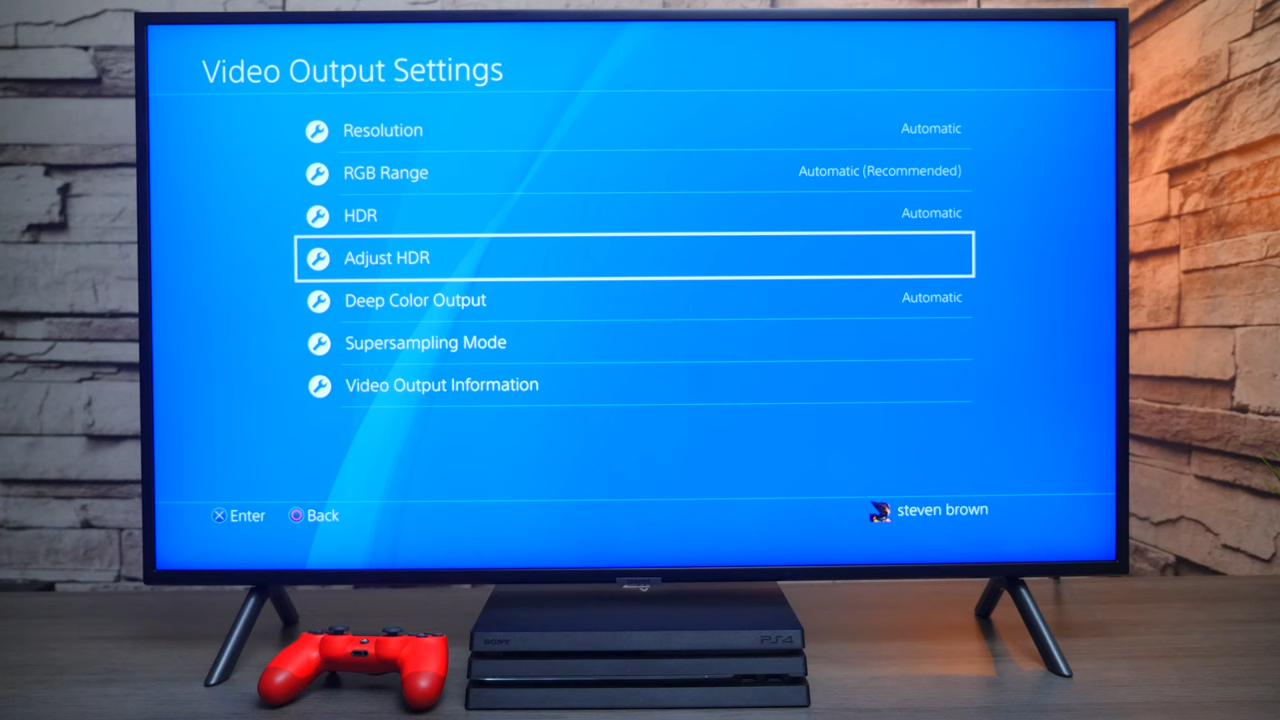 Video Output Settings
Resolution Automatic
RGB Range Automatic (Recommended)
HDR Automatic
Adjust HDR
Deep Color Output Automatic
Supersampling Mode
Video Output Information
Enter Back steven brown
SONY PS4